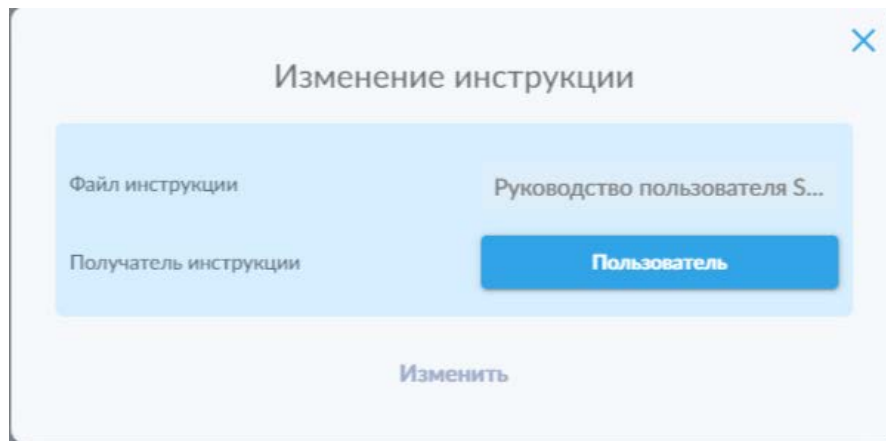 Изменение инструкции
Файл инструкции
Руководство пользователя S...
Получатель инструкции
Пользователь
Изменить